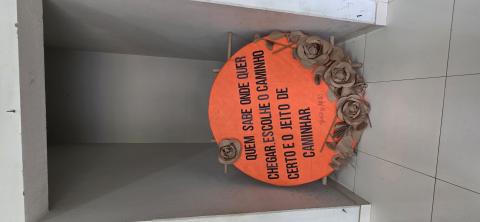 QUEM SABE ONDE QUER
CHEGAR, ESCOLHE O CAMINHO
CERTO E O JEITO DE
CAMINHAR